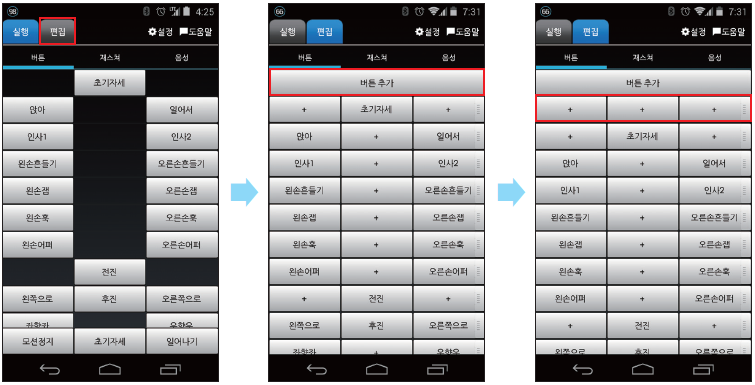 98 4:25
실행 편집 설정 도움말
버튼 제스쳐 음성
초기자세
앉아 일어서
인사1 인사2
왼손흔들기 오른손흔들기
왼손잽 오른손잽
왼손훅 오른손훅
왼손어퍼 오른손어퍼
전진
왼쪽으로 후진 오른쪽으로
좌향좌 우향우
모션정지 초기자세 일어나기
66 7:31
실행 편집 설정 도움말
버튼 제스쳐 음성
버튼 추가
+ 초기자세 +
앉아 + 일어서
인사1 + 인사2
왼손흔들기 + 오른손흔들기
왼손잽 + 오른손잽
왼손훅 + 오른손훅
왼손어퍼 + 오른손어퍼
+ 전진 +
왼쪽으로 후진 오른쪽으로
좌향좌 + 우향우
66 7:31
실행 편집 설정 도움말
버튼 제스쳐 음성
버튼 추가
+ + +
+ 초기자세 +
앉아 + 일어서
인사1 + 인사2
왼손흔들기 + 오른손흔들기
왼손잽 + 오른손잽
왼손훅 + 오른손훅
왼손어퍼 + 오른손어퍼
+ 전진 +
왼쪽으로 후진 오른쪽으로